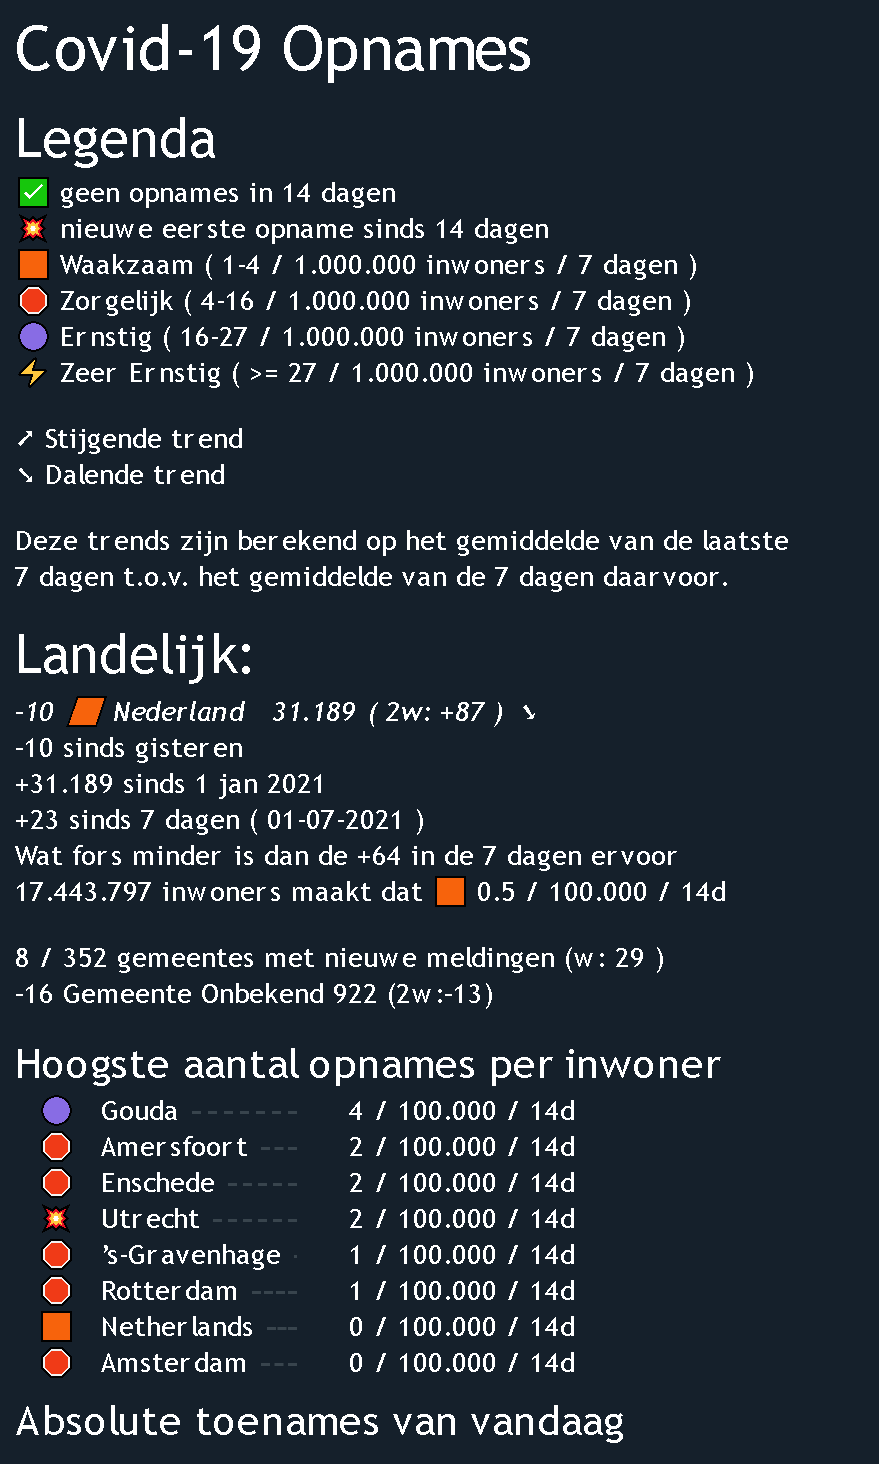 Covid-19 Opnames
Legenda
✅ geen opnames in 14 dagen
💥 nieuwe eerste opname sinds 14 dagen
🟧 Waakzaam ( 1-4 / 1.000.000 inwoners / 7 dagen )
🛑 Zorgelijk ( 4-16 / 1.000.000 inwoners / 7 dagen )
🟣 Ernstig ( 16-27 / 1.000.000 inwoners / 7 dagen )
⚡ Zeer Ernstig ( >= 27 / 1.000.000 inwoners / 7 dagen )
➚ Stijgende trend
➘ Dalende trend
Deze trends zijn berekend op het gemiddelde van de laatste
7 dagen t.o.v. het gemiddelde van de 7 dagen daarvoor.
Landelijk:
-10 🟧 Nederland 31.189 ( 2w: +87 ) ➘
-10 sinds gisteren
+31.189 sinds 1 jan 2021
+23 sinds 7 dagen ( 01-07-2021 )
Wat fors minder is dan de +64 in de 7 dagen ervoor
17.443.797 inwoners maakt dat 🟧 0.5 / 100.000 / 14d
8 / 352 gemeentes met nieuwe meldingen (w: 29 )
-16 Gemeente Onbekend 922 (2w:-13)
Hoogste aantal opnames per inwoner
🟣 Gouda ------- 4 / 100.000 / 14d
🛑 Amersfoort --- 2 / 100.000 / 14d
🛑 Enschede ----- 2 / 100.000 / 14d
💥 Utrecht ------ 2 / 100.000 / 14d
🛑 's-Gravenhage - 1 / 100.000 / 14d
🛑 Rotterdam ---- 1 / 100.000 / 14d
🟧 Netherlands --- 0 / 100.000 / 14d
🛑 Amsterdam --- 0 / 100.000 / 14d
Absolute toenames van vandaag